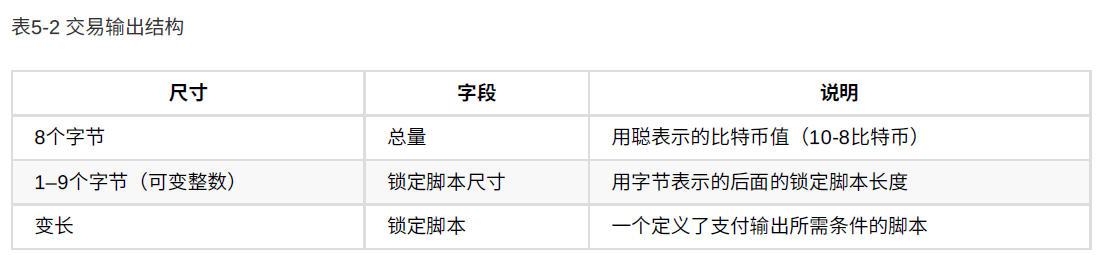 表5-2 交易输出结构
尺寸 字段 说明
8个字节 总量 用聪表示的比特币值（10-8比特币）
1–9个字节（可变整数） 锁定脚本尺寸 用字节表示的后面的锁定脚本长度
变长 锁定脚本 一个定义了支付输出所需条件的脚本